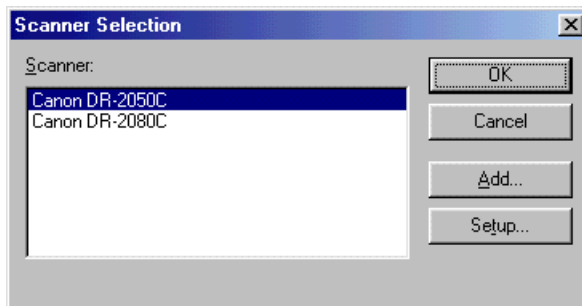 Scanner Selection
Scanner:
Canon DR-2050C
Canon DR-2080C
OK
Cancel
Add...
Setup...